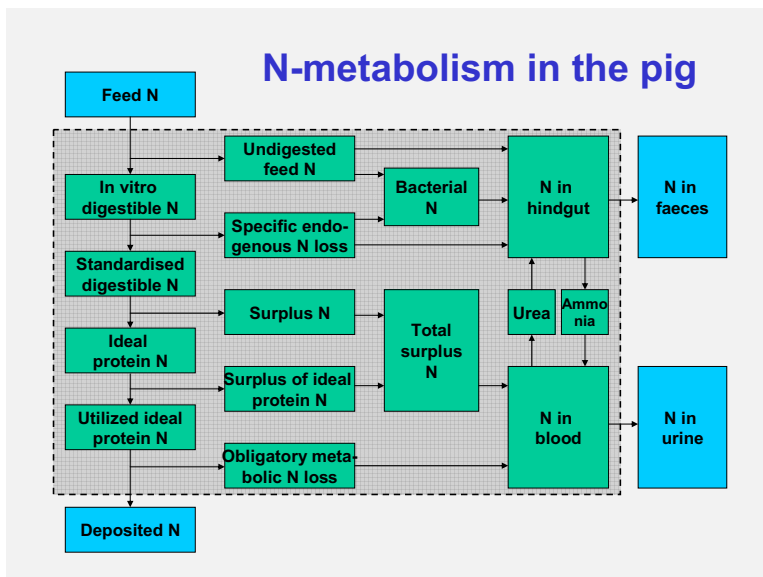 N-metabolism in the pig
Feed N
Undigested
feed N
In vitro
digestible N
Bacterial
N
N in
hindgut
N in
faeces
Specific endo-
genous N loss
Standardised
digestible N
Surplus N
Total
surplus
N
Urea
Ammo
nia
Ideal
protein N
Surplus of ideal
protein N
Utilized ideal
protein N
N in
blood
N in
urine
Obligatory meta-
bolic N loss
Deposited N